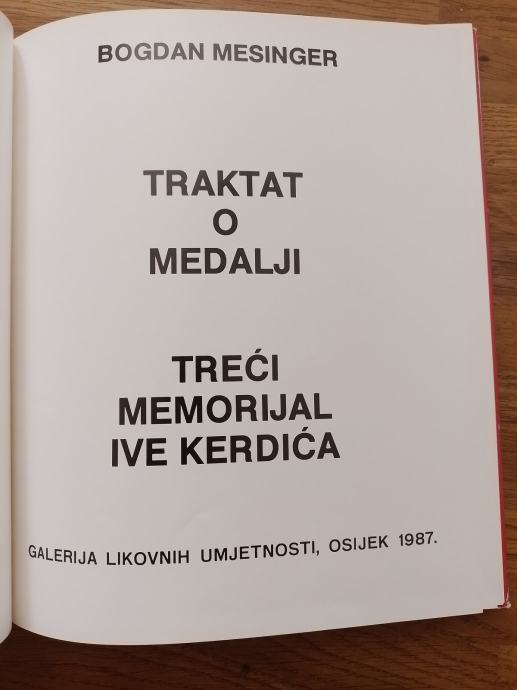 BOGDAN MESINGER
TRAKTAT
O
MEDALJI
TREĆI
MEMORIJAL
IVE KERDIĆA
GALERIJA LIKOVNIH UMJETNOSTI, OSIJEK 1987.